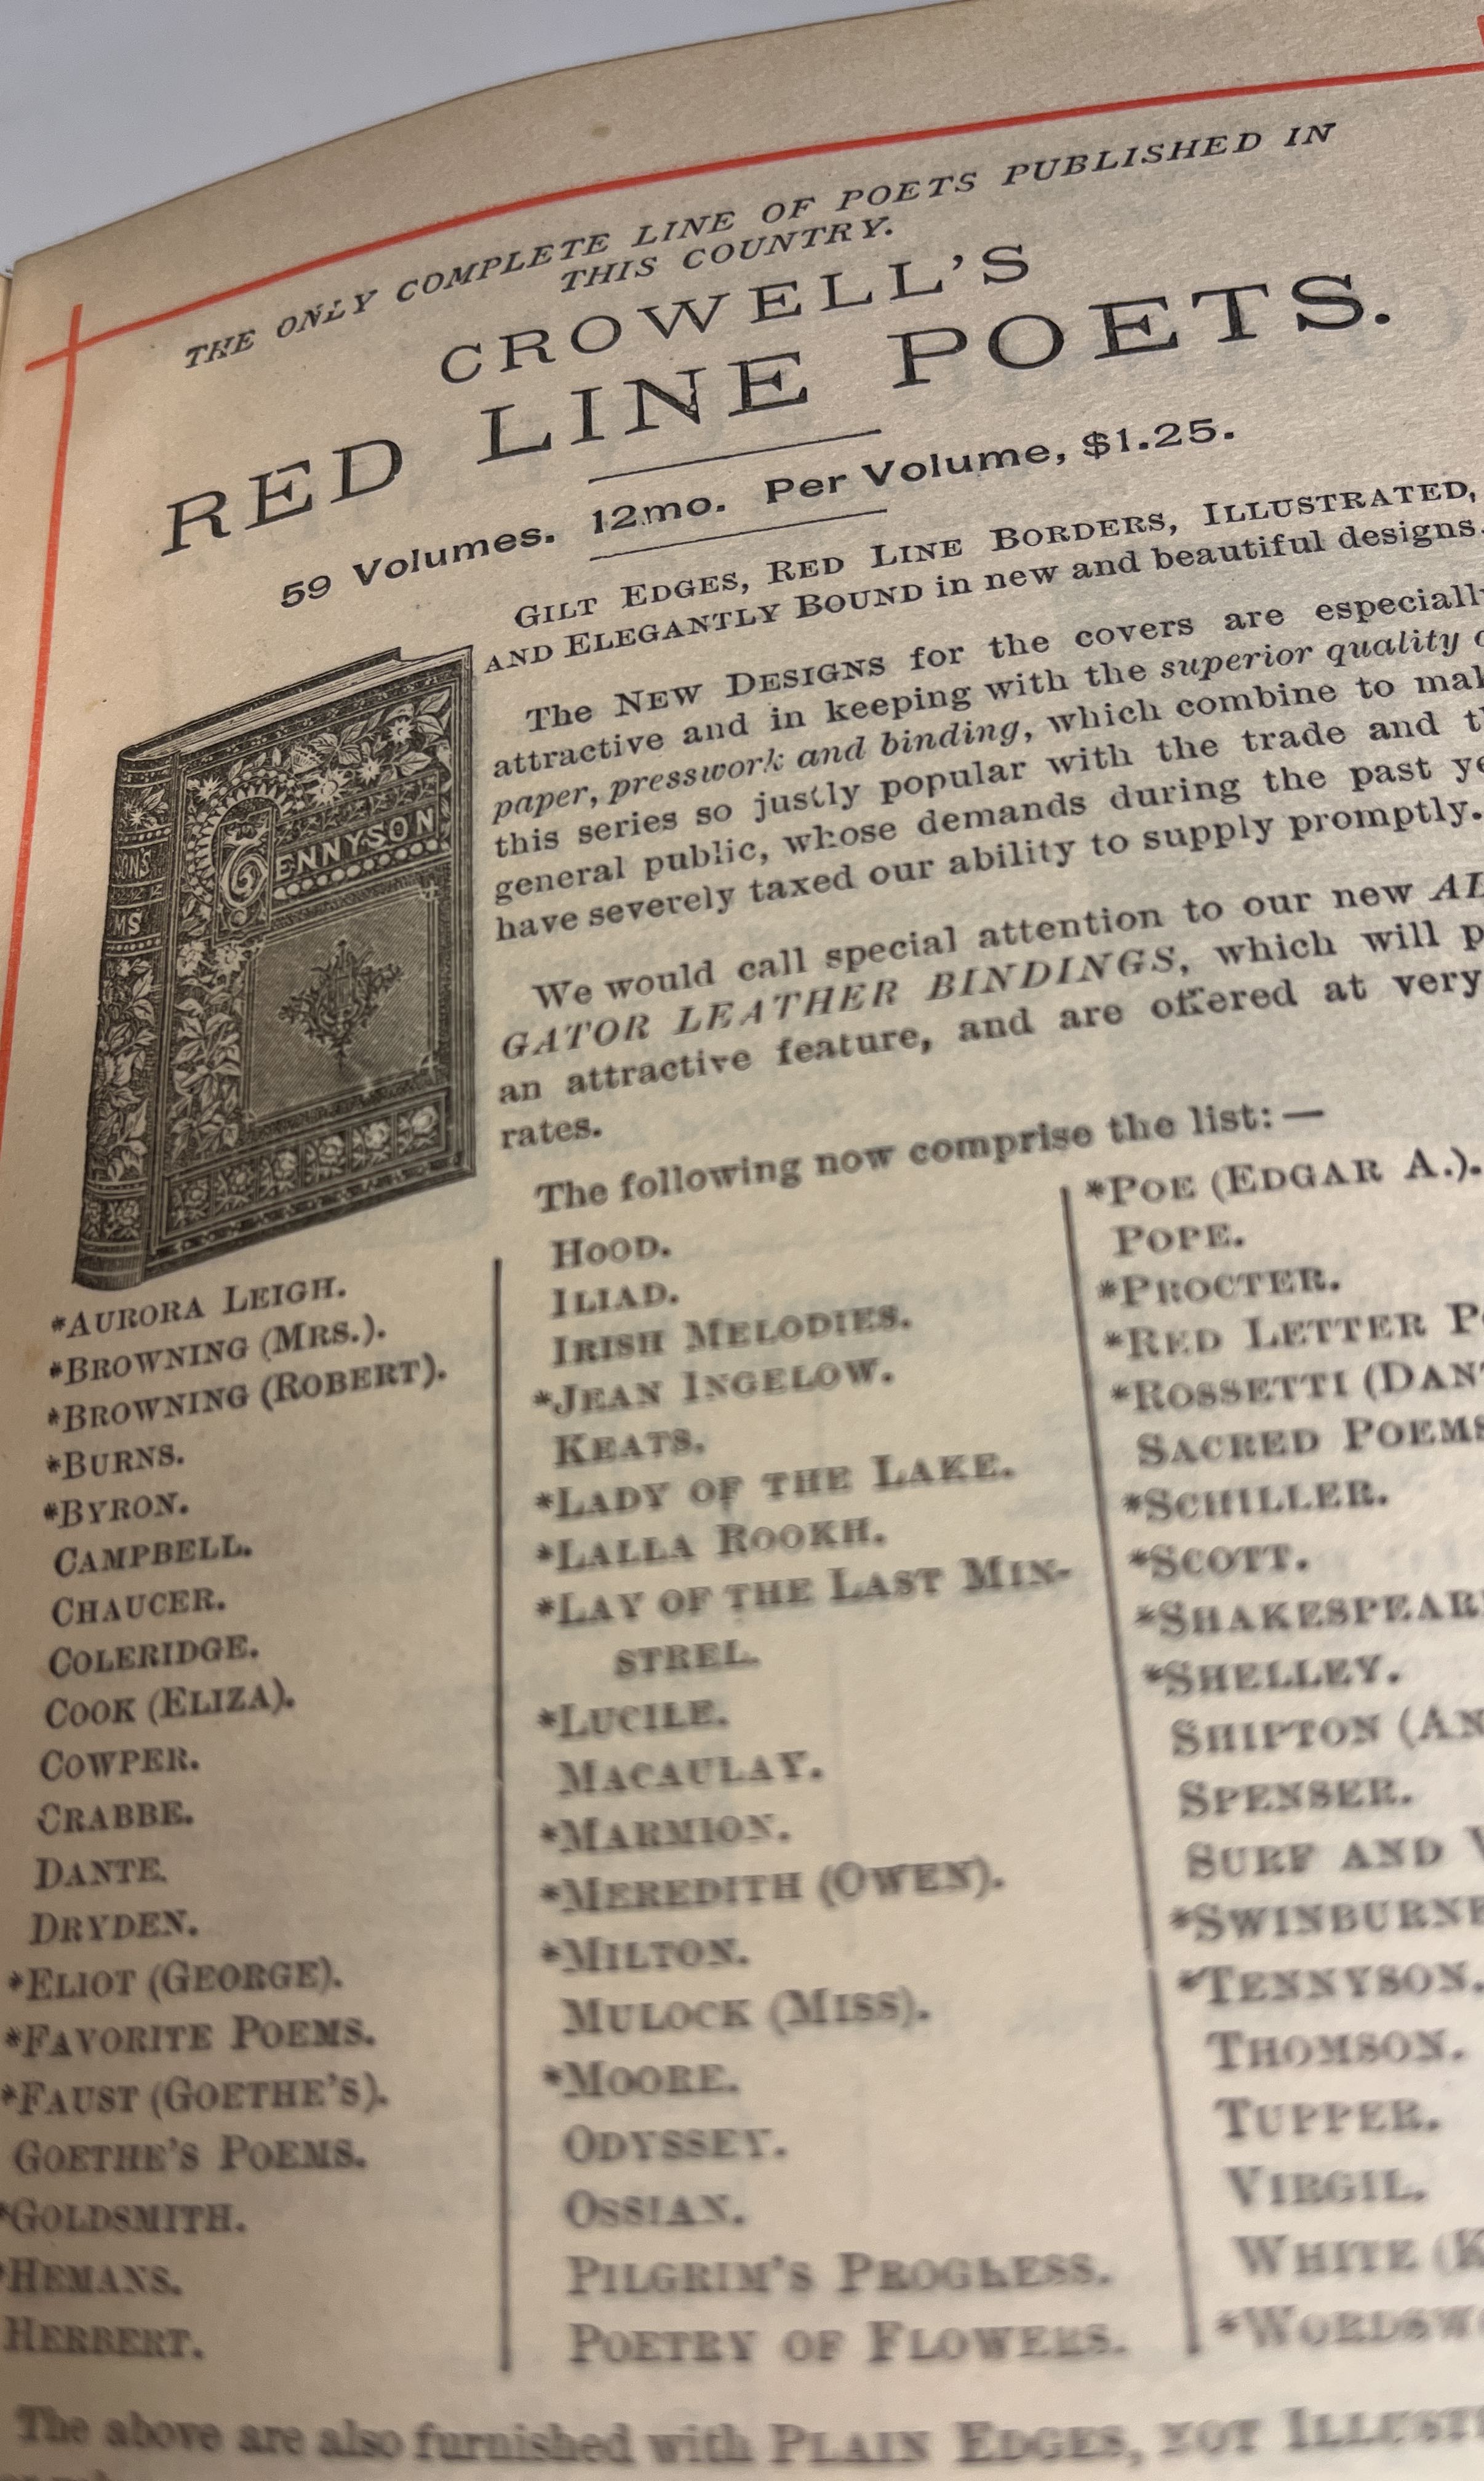 THE ONLY COMPLETE LINE OF POETS PUBLISHED IN
THIS COUNTRY.
CROWELL'S
RED LINE POETS.
59 Volumes. 12mo. Per Volume, $1.25.
GILT EDGES, RED LINE BORDERS, ILLUSTRATED,
AND ELEGANTLY BOUND in new and beautiful designs.
The NEW DESIGNS for the covers are especially
attractive and in keeping with the superior quality
paper, presswork and binding, which combine to
this series so justly popular with the trade and
general public, whose demands during the past
have severely taxed our ability to supply promptly.
We would call special attention to our new
GATOR LEATHER BINDINGS, which will
an attractive feature, and are offered at very
rates.
The following now comprise the list: —
TENNYSON
ON'S
MS
*AURORA LEIGH.
*BROWNING (MRS.).
*BROWNING (ROBERT).
*BURNS.
*BYRON.
CAMPBELL.
CHAUCER.
COLERIDGE.
COOK (ELIZA).
COWPER.
CRABBE.
DANTE.
DRYDEN.
*ELIOT (GEORGE).
*FAVORITE POEMS.
*FAUST (GOETHE'S).
GOETHE'S POEMS.
*GOLDSMITH.
*HEMANS.
HERBERT.
HOOD.
ILIAD.
IRISH MELODIES.
*JEAN INGELOW.
KEATS.
*LADY OF THE LAKE.
*LALLA ROOKH.
*LAY OF THE LAST MIN-
STREL.
*LUCILE.
MACAULAY.
*MARMION.
*MEREDITH (OWEN).
*MILTON.
MULOCK (MISS).
*MOORE.
ODYSSEY.
OSSIAN.
PILGRIM'S PROGRESS.
POETRY OF FLOWERS.
*POE (EDGAR A.).
POPE.
*PROCTER.
*RED LETTER
*ROSSETTI
SACRED POEMS
*SCHILLER.
*SCOTT.
*SHAKESPEAR
*SHELLEY.
SHIPTON
SPENSER.
SURF AND
*SWINBURNE
*TENNYSON.
THOMSON.
TUPPER.
VIRGIL.
WHITE
*WORDSW
The above are also furnished with PLAIN EDGES, NOT